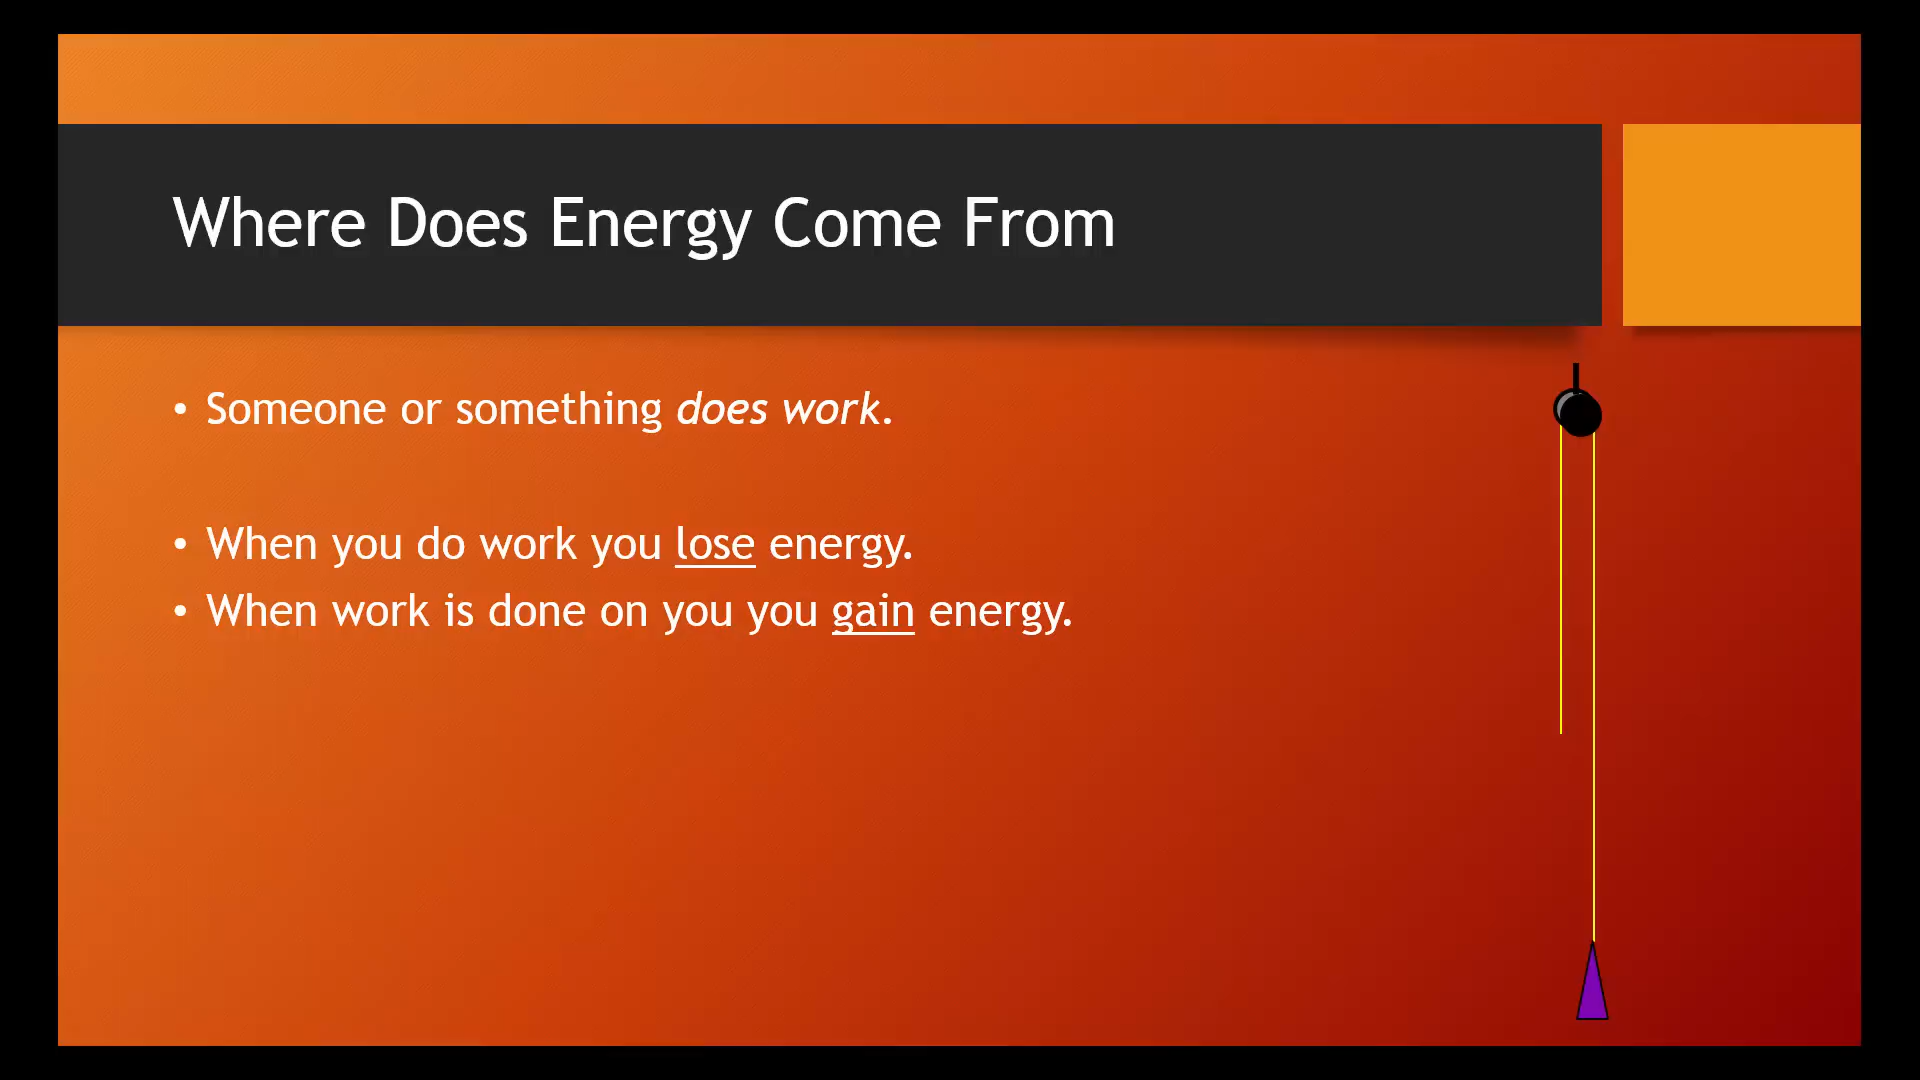 Where Does Energy Come From
• Someone or something does work.
• When you do work you lose energy.
• When work is done on you you gain energy.